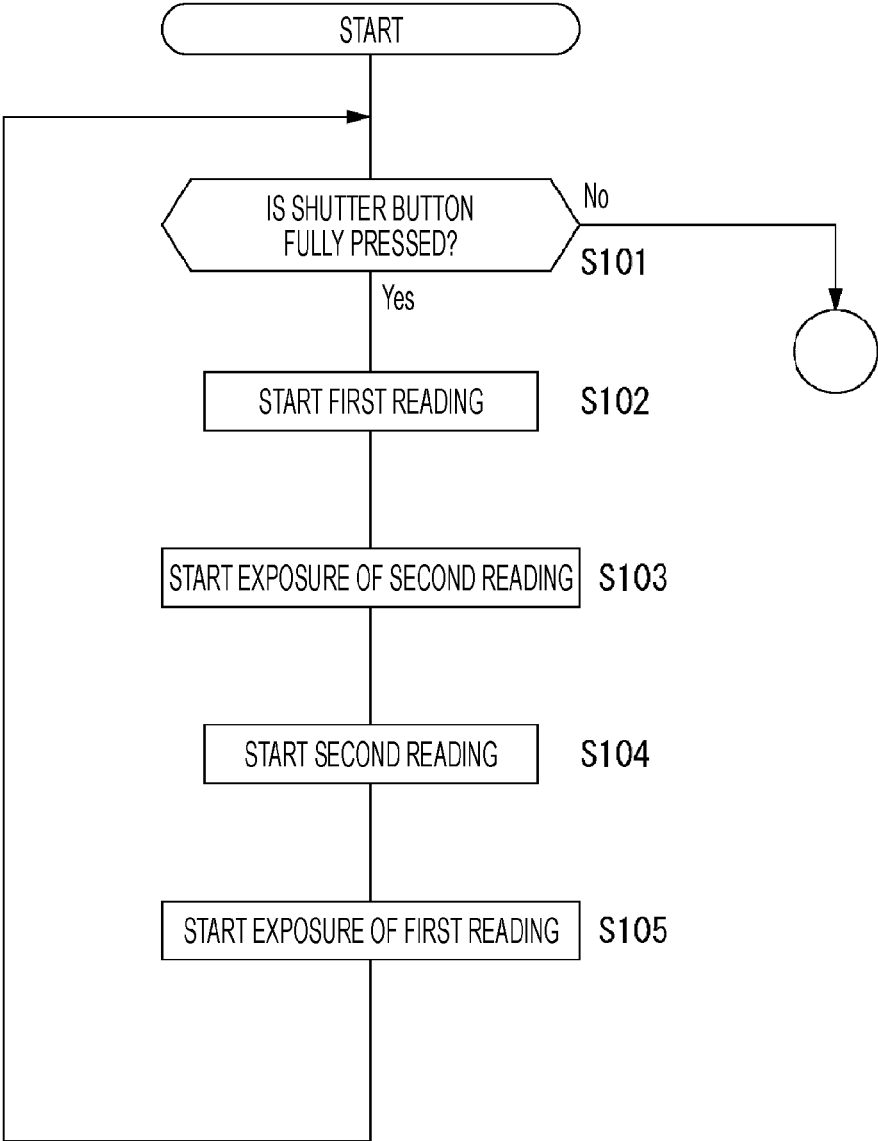 START
IS SHUTTER BUTTON
FULLY PRESSED?
No
S101
Yes
START FIRST READING
S102
START EXPOSURE OF SECOND READING
S103
START SECOND READING
S104
START EXPOSURE OF FIRST READING
S105